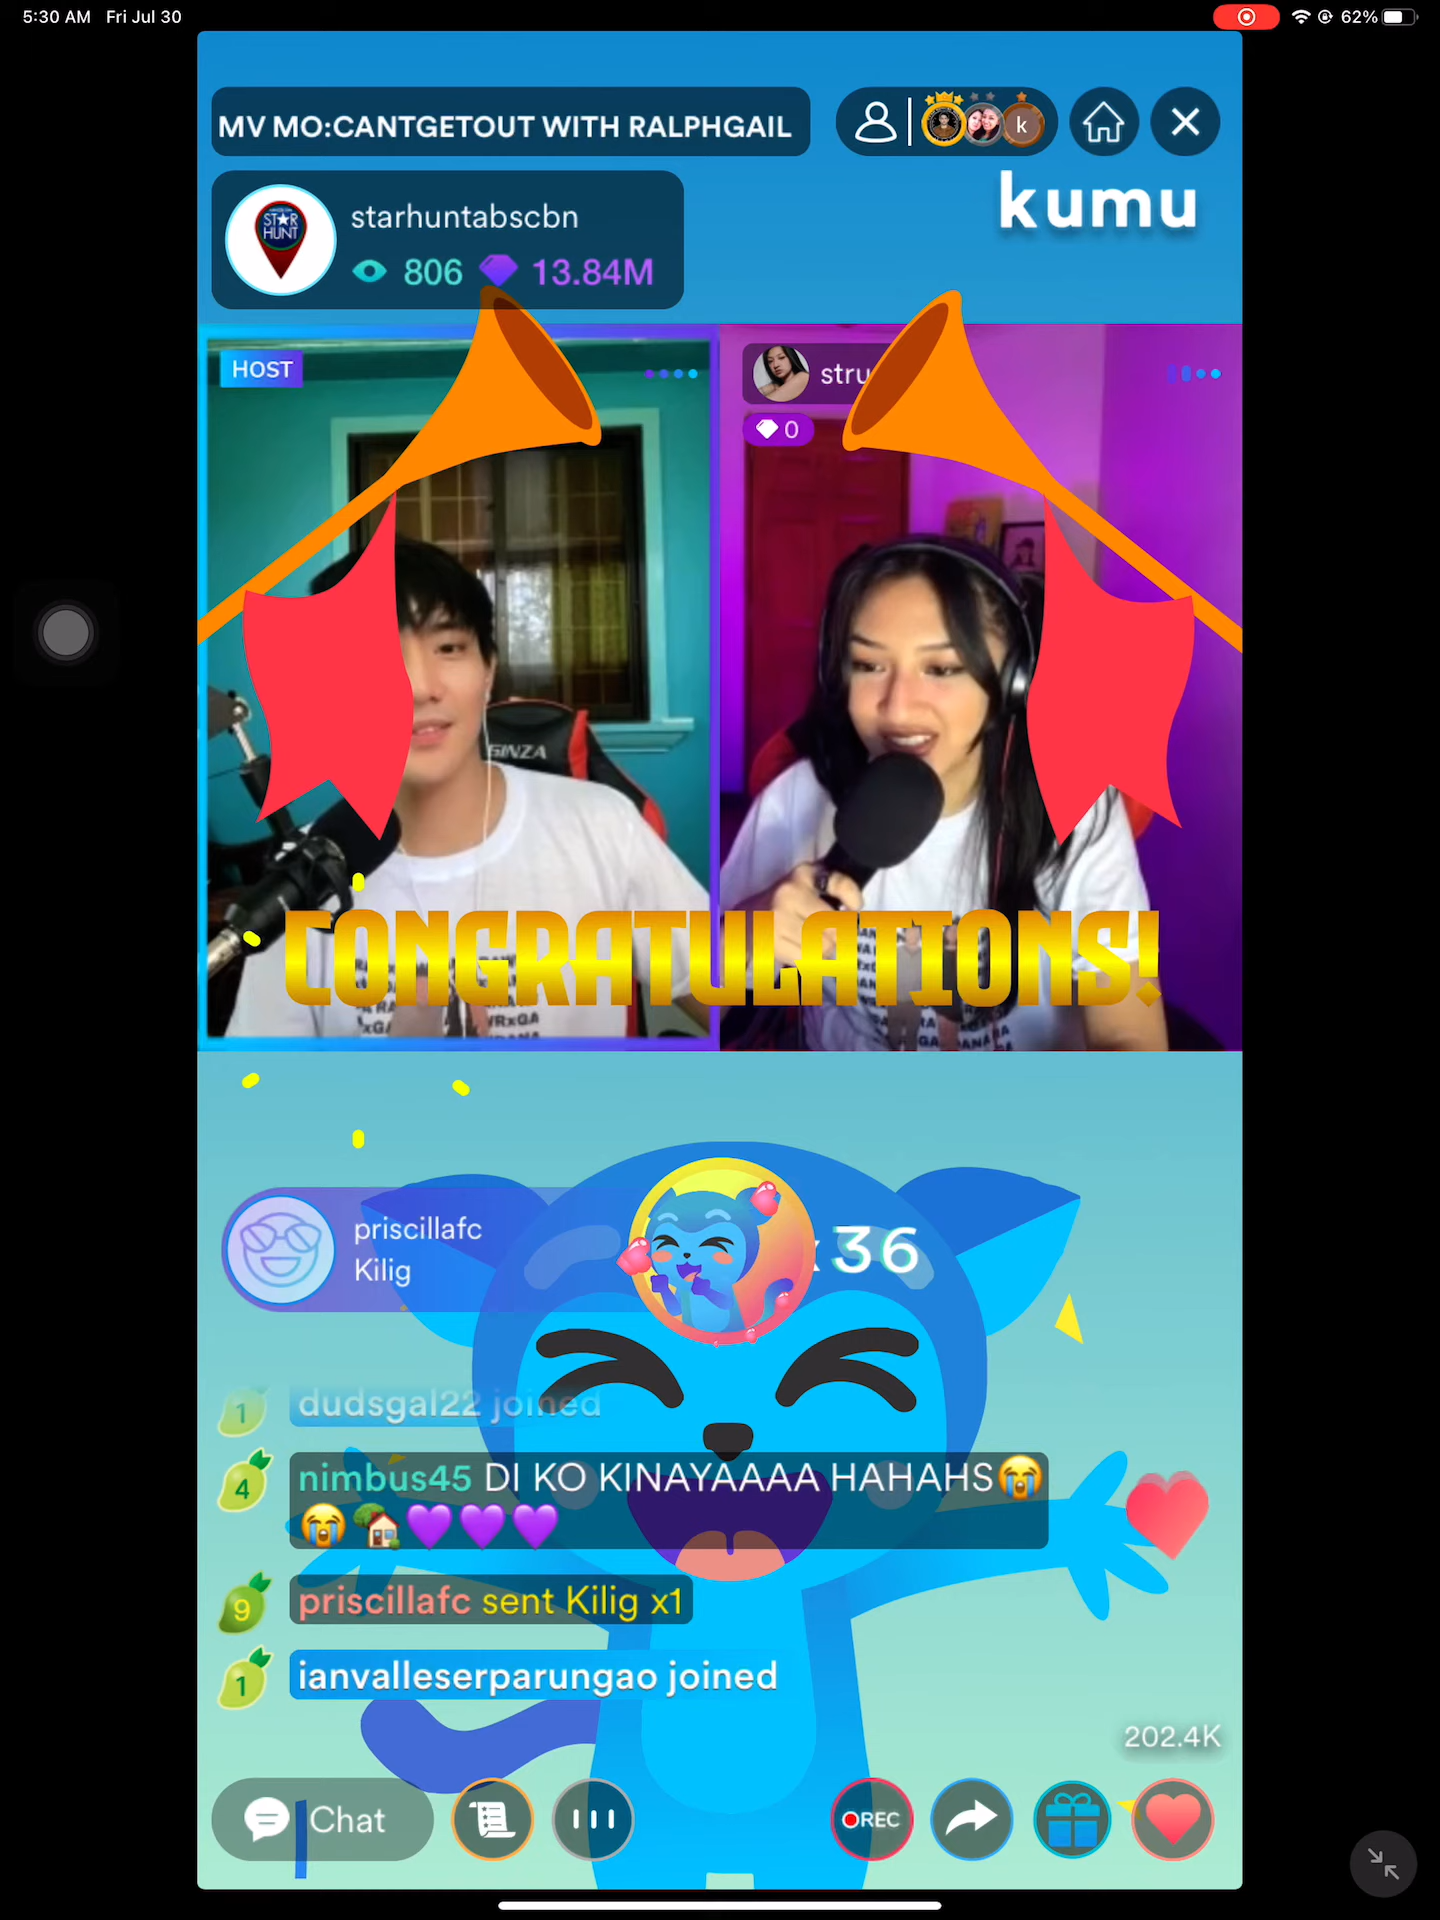 5:30 AM Fri Jul 30
62%
MV MO:CANTGETOUT WITH RALPHGAIL
k
kumu
STAR
HUNT
starhuntabscbn
806 13.84M
HOST
stru
0
GINZA
CONGRATULATIONS!
priscillafc
Kilig
36
1 dudsgal22 joined
4 nimbus45 DI KO KINAYAAAA HAHAHS😭
😭🏡💜💜💜
9 priscillafc sent Kilig x1
1 ianvalleserparungao joined
202.4K
Chat
REC